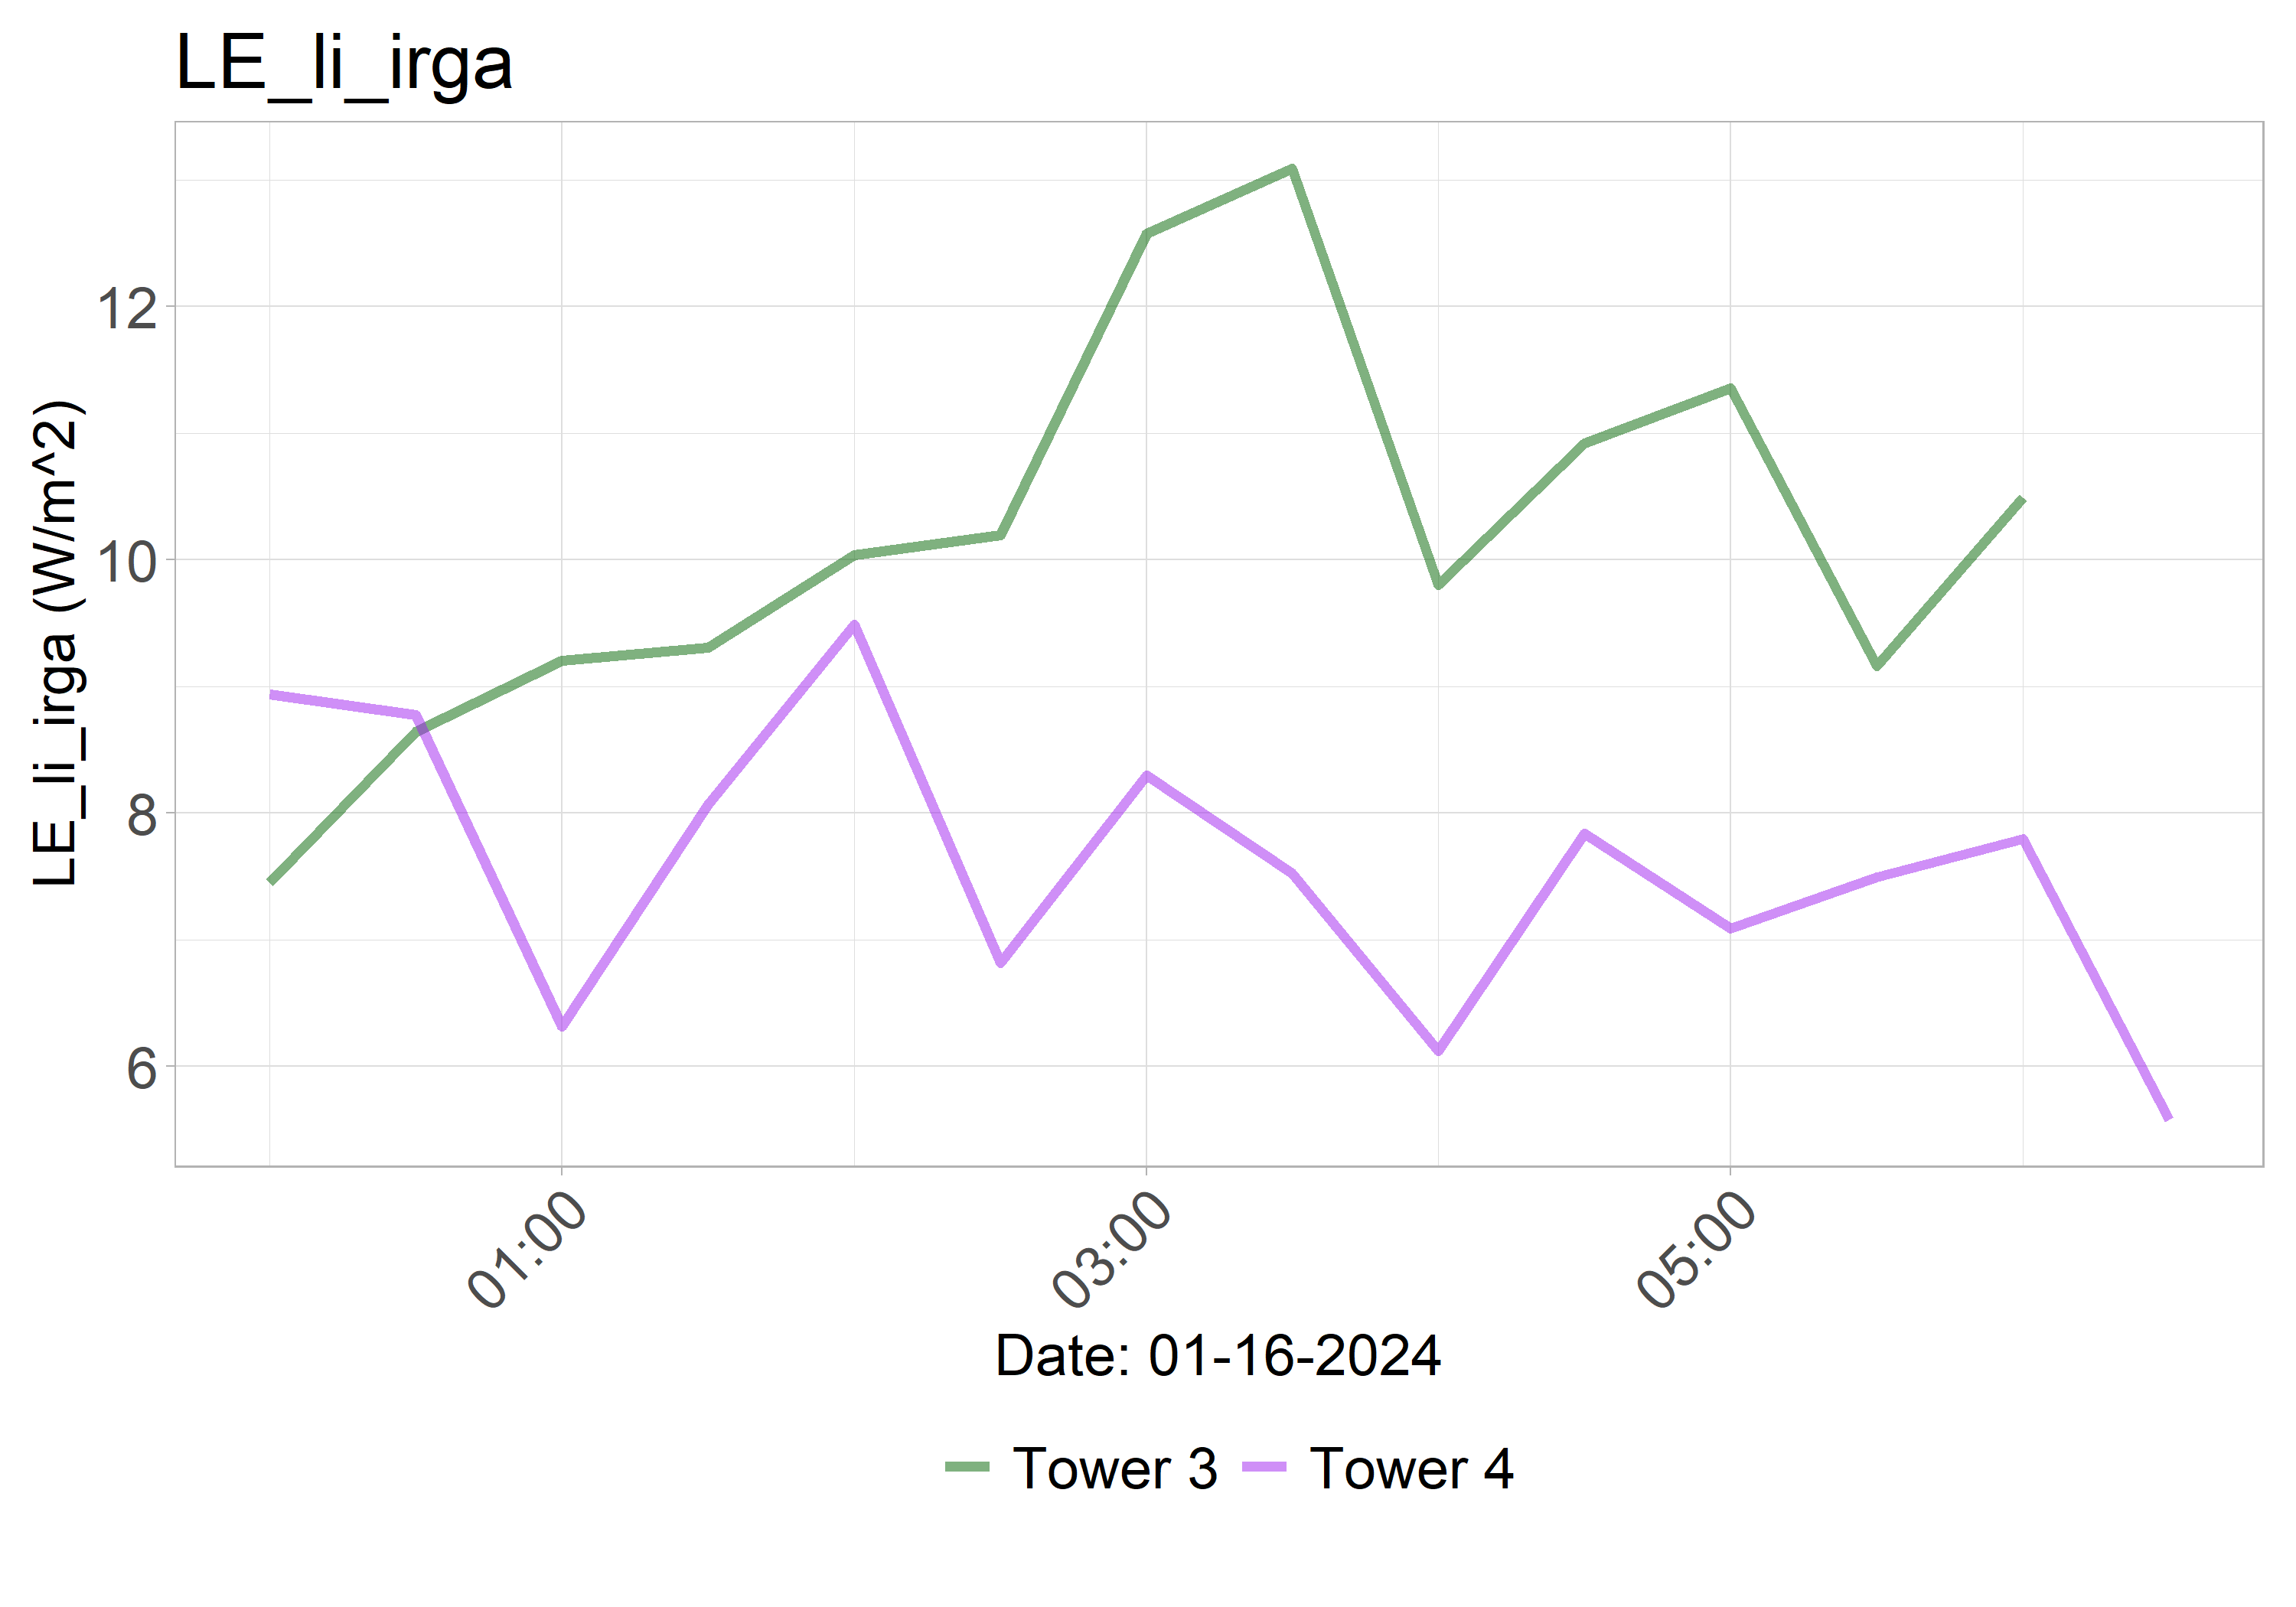 LE_li_irga
LE_li_irga (W/m^2)
12
10
8
6
01:00
03:00
05:00
Date: 01-16-2024
Tower 3
Tower 4